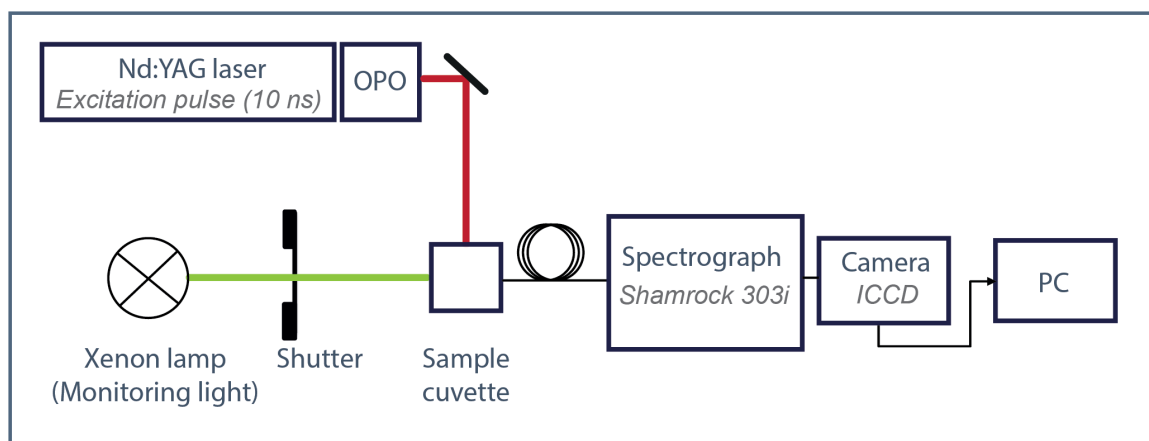 Nd:YAG laser
Excitation pulse (10 ns)
OPO
Xenon lamp
(Monitoring light)
Shutter
Sample
cuvette
Spectrograph
Shamrock 303i
Camera
ICCD
PC